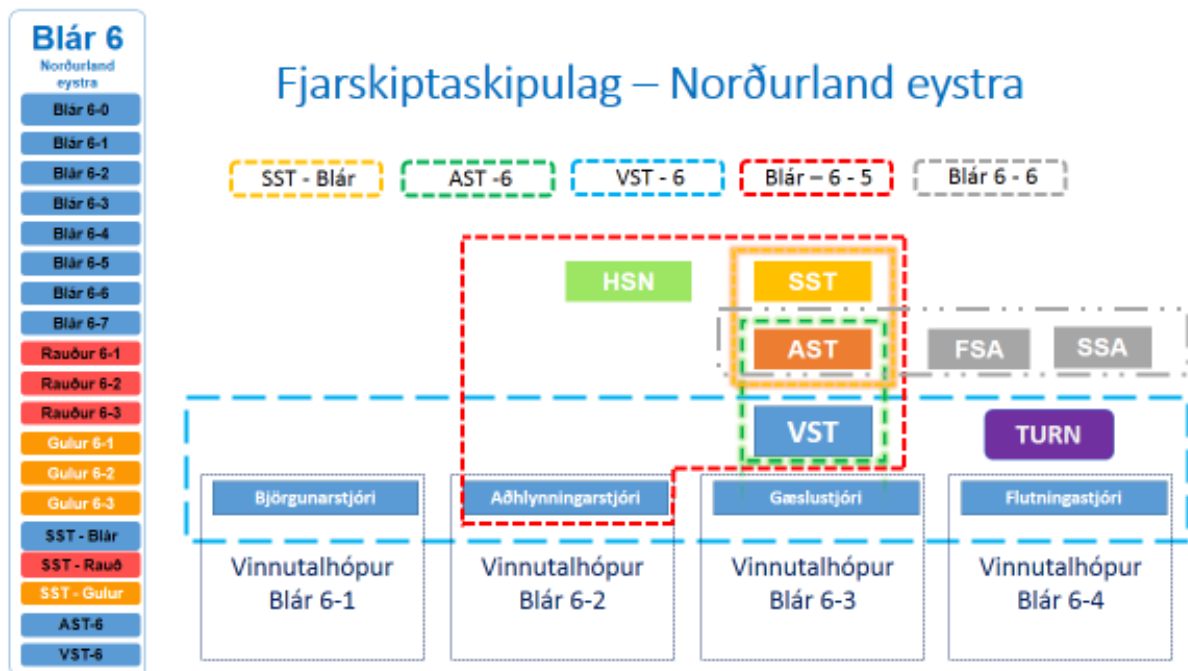 Blár 6
Norðurland
eystra
Blár 6-0
Blár 6-1
Blár 6-2
Blár 6-3
Blár 6-4
Blár 6-5
Blár 6-6
Blár 6-7
Rauður 6-1
Rauður 6-2
Rauður 6-3
Gulur 6-1
Gulur 6-2
Gulur 6-3
SST - Blár
SST - Rauð
SST - Gulur
AST-6
VST-6
Fjarskiptaskipulag – Norðurland eystra
SST - Blár
AST -6
VST - 6
Blár – 6 - 5
Blár 6 - 6
HSN
SST
AST
FSA
SSA
VST
TURN
Björgunarstjóri
Aðhlynningarstjóri
Gæslustjóri
Flutningastjóri
Vinnutalhópur
Blár 6-1
Vinnutalhópur
Blár 6-2
Vinnutalhópur
Blár 6-3
Vinnutalhópur
Blár 6-4